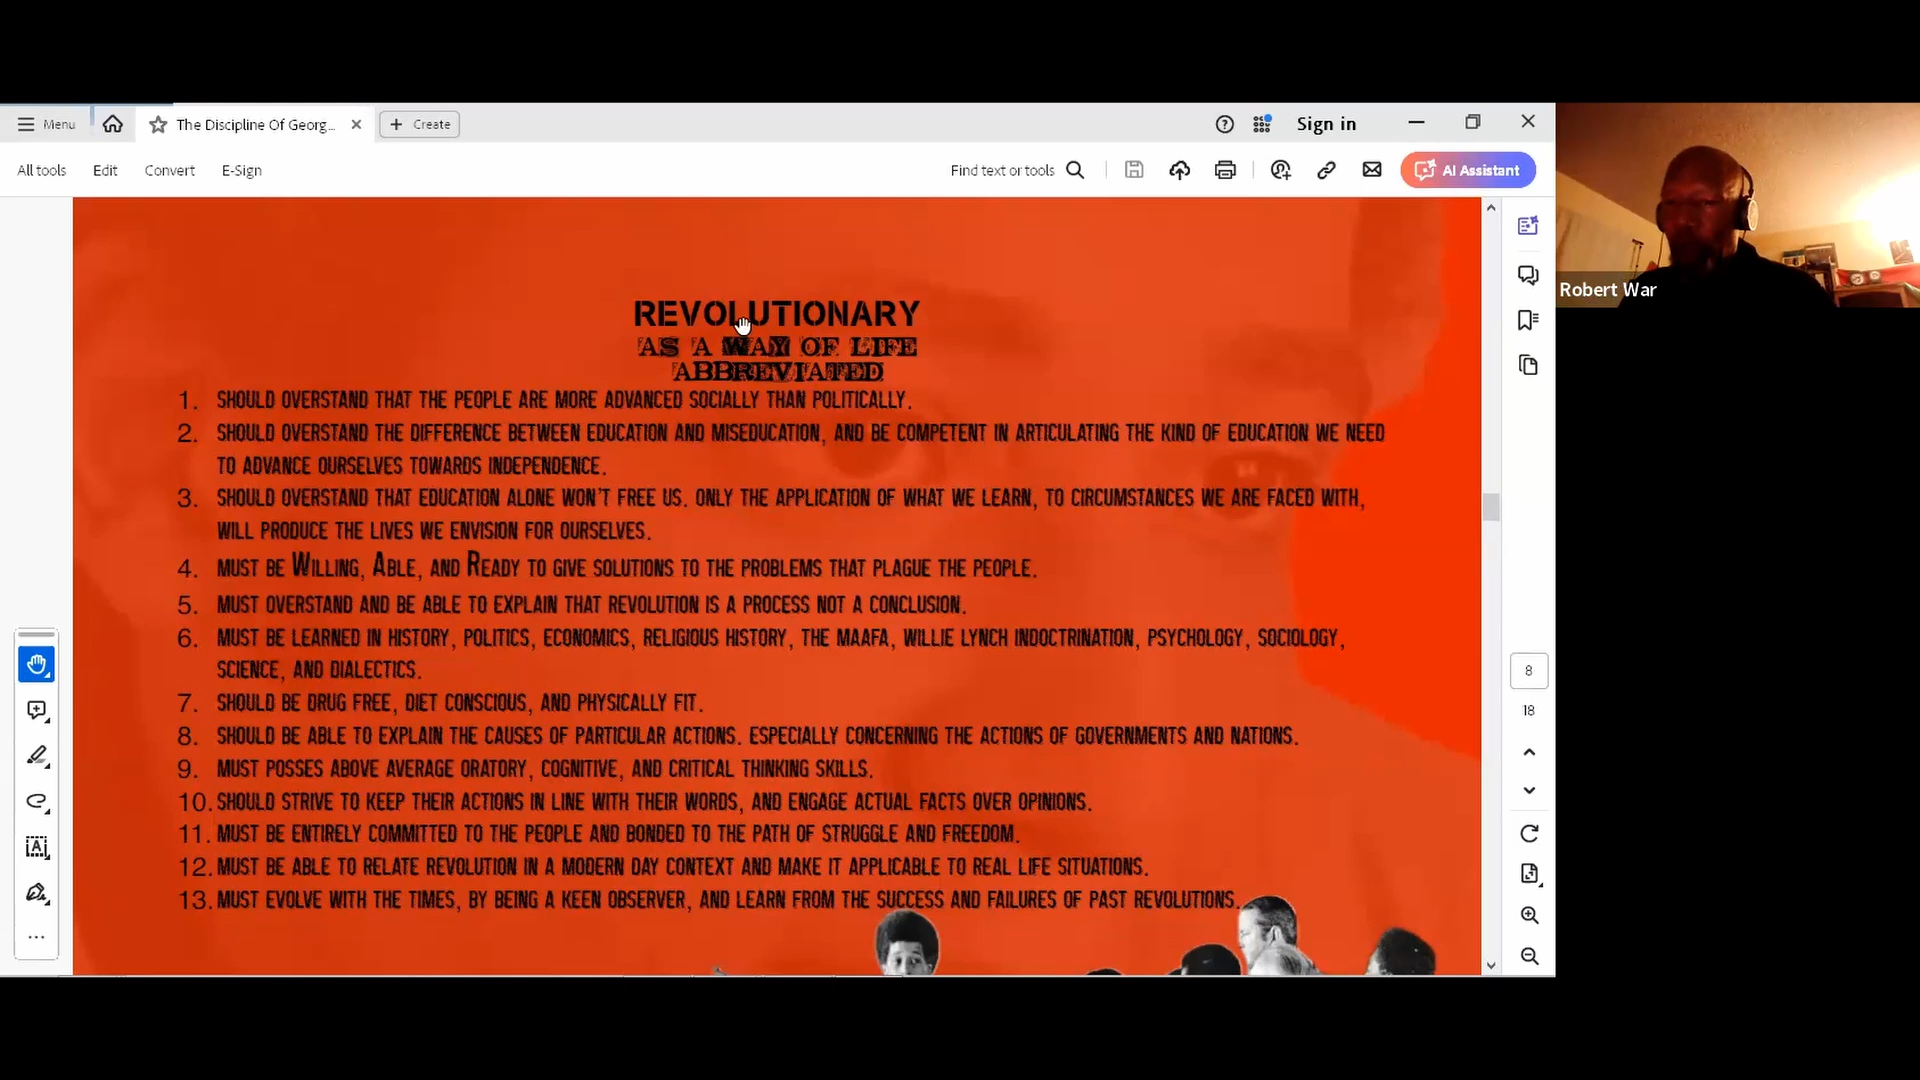 Menu
The Discipline Of Georg...
Create
Sign in
All tools
Edit
Convert
E-Sign
Find text or tools
AI Assistant
REVOLUTIONARY
AS A WAY OF LIFE
ABBREVIATED
1. SHOULD OVERSTAND THAT THE PEOPLE ARE MORE ADVANCED SOCIALLY THAN POLITICALLY.
2. SHOULD OVERSTAND THE DIFFERENCE BETWEEN EDUCATION AND MISEDUCATION, AND BE COMPETENT IN ARTICULATING THE KIND OF EDUCATION WE NEED
TO ADVANCE OURSELVES TOWARDS INDEPENDENCE.
3. SHOULD OVERSTAND THAT EDUCATION ALONE WON'T FREE US. ONLY THE APPLICATION OF WHAT WE LEARN, TO CIRCUMSTANCES WE ARE FACED WITH,
WILL PRODUCE THE LIVES WE ENVISION FOR OURSELVES.
4. MUST BE WILLING, ABLE, AND READY TO GIVE SOLUTIONS TO THE PROBLEMS THAT PLAGUE THE PEOPLE.
5. MUST OVERSTAND AND BE ABLE TO EXPLAIN THAT REVOLUTION IS A PROCESS NOT A CONCLUSION.
6. MUST BE LEARNED IN HISTORY, POLITICS, ECONOMICS, RELIGIOUS HISTORY, THE MAAFA, WILLIE LYNCH INDOCTRINATION, PSYCHOLOGY, SOCIOLOGY,
SCIENCE, AND DIALECTICS.
7. SHOULD BE DRUG FREE, DIET CONSCIOUS, AND PHYSICALLY FIT.
8. SHOULD BE ABLE TO EXPLAIN THE CAUSES OF PARTICULAR ACTIONS. ESPECIALLY CONCERNING THE ACTIONS OF GOVERNMENTS AND NATIONS.
9. MUST POSSES ABOVE AVERAGE ORATORY, COGNITIVE, AND CRITICAL THINKING SKILLS.
10. SHOULD STRIVE TO KEEP THEIR ACTIONS IN LINE WITH THEIR WORDS, AND ENGAGE ACTUAL FACTS OVER OPINIONS.
11. MUST BE ENTIRELY COMMITTED TO THE PEOPLE AND BONDED TO THE PATH OF STRUGGLE AND FREEDOM.
12. MUST BE ABLE TO RELATE REVOLUTION IN A MODERN DAY CONTEXT AND MAKE IT APPLICABLE TO REAL LIFE SITUATIONS.
13. MUST EVOLVE WITH THE TIMES, BY BEING A KEEN OBSERVER, AND LEARN FROM THE SUCCESS AND FAILURES OF PAST REVOLUTIONS.
8
18
Robert War